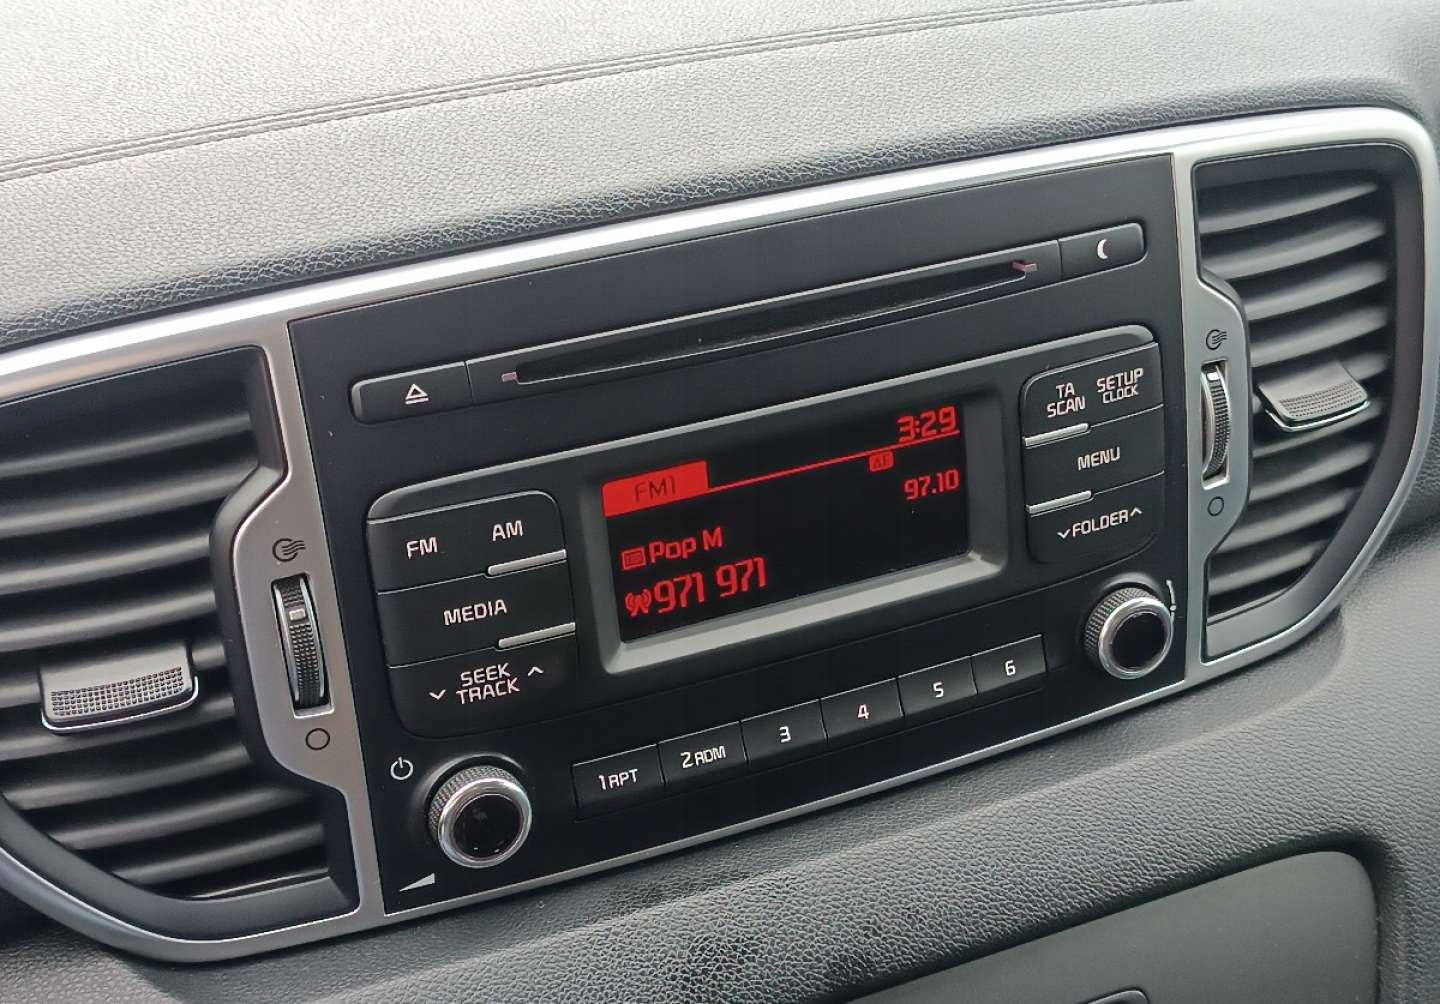 3:29
FM1
AF
97.10
Pop M
971 971
FM
AM
MEDIA
SEEK
TRACK
TA
SCAN
SETUP
CLOCK
MENU
FOLDER
1 RPT
2 RDM
3
4
5
6